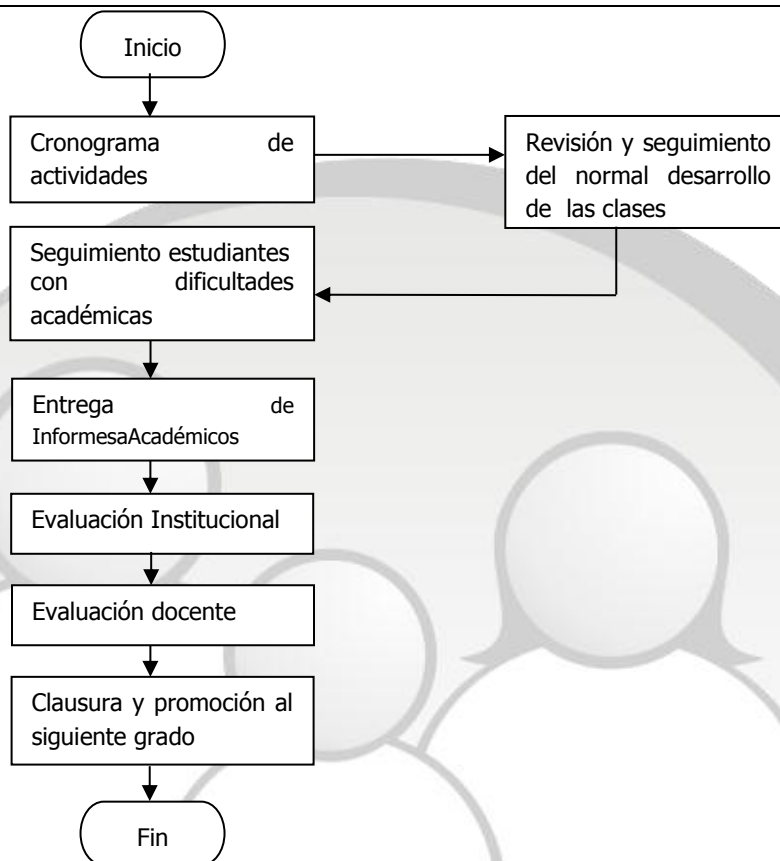 Inicio
Cronograma de
actividades
Revisión y seguimiento
del normal desarrollo
de las clases
Seguimiento estudiantes
con dificultades
académicas
Entrega de
InformesaAcadémicos
Evaluación Institucional
Evaluación docente
Clausura y promoción al
siguiente grado
Fin